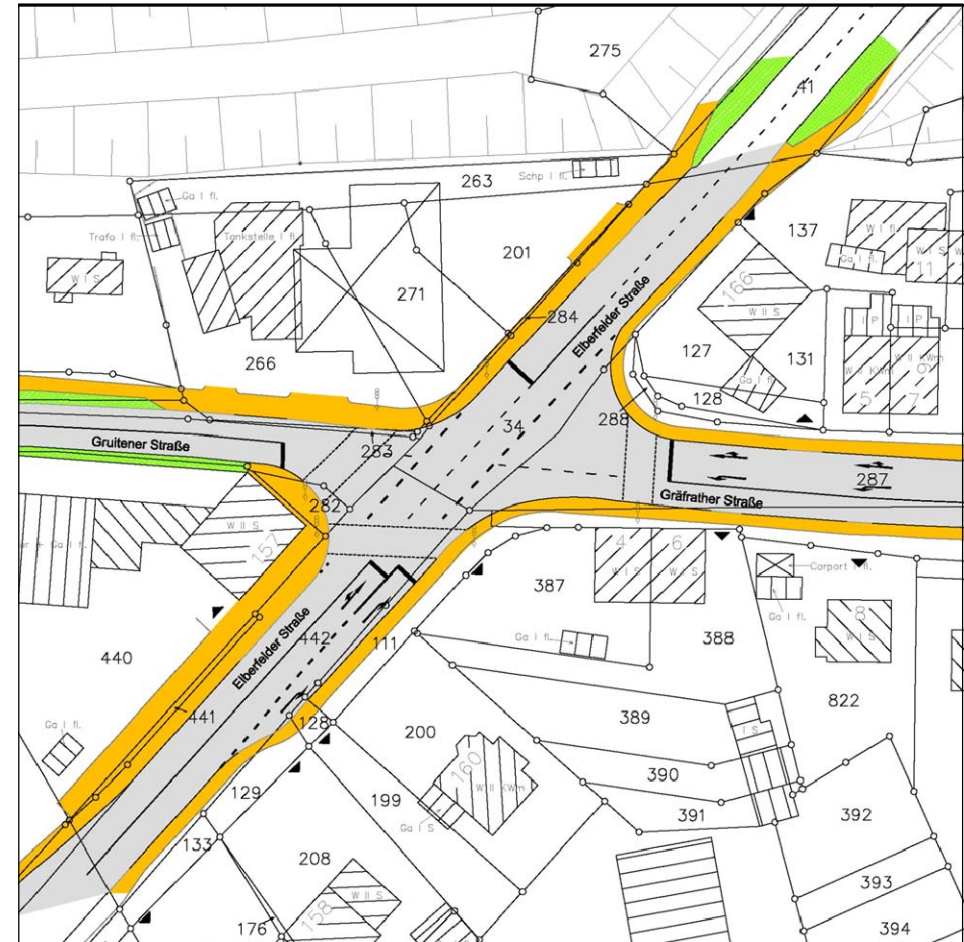 275
41
263
Schp I fl.
Ga I fl.
Trafo I fl.
Tankstelle I fl.
W I S
201
271
284
266
137
W I fl.
Ga I fl.
W I S
11
166
W II S
I P
I P
W II KWm
W II KWm
5
7
9
127
131
128
Ga I fl.
288
Elberfelder Straße
34
Gruitener Straße
283
282
287
Gräfrather Straße
W II S
157
4
6
W I S
W II S
Carport I fl.
Ga I fl.
387
Ga I fl.
388
8
W I S
822
Elberfelder Straße
442
111
440
441
Ga I fl.
128
200
160
W II KWm
Ga I S
199
389
I S
390
391
392
129
133
208
W II S
158
176
393
394